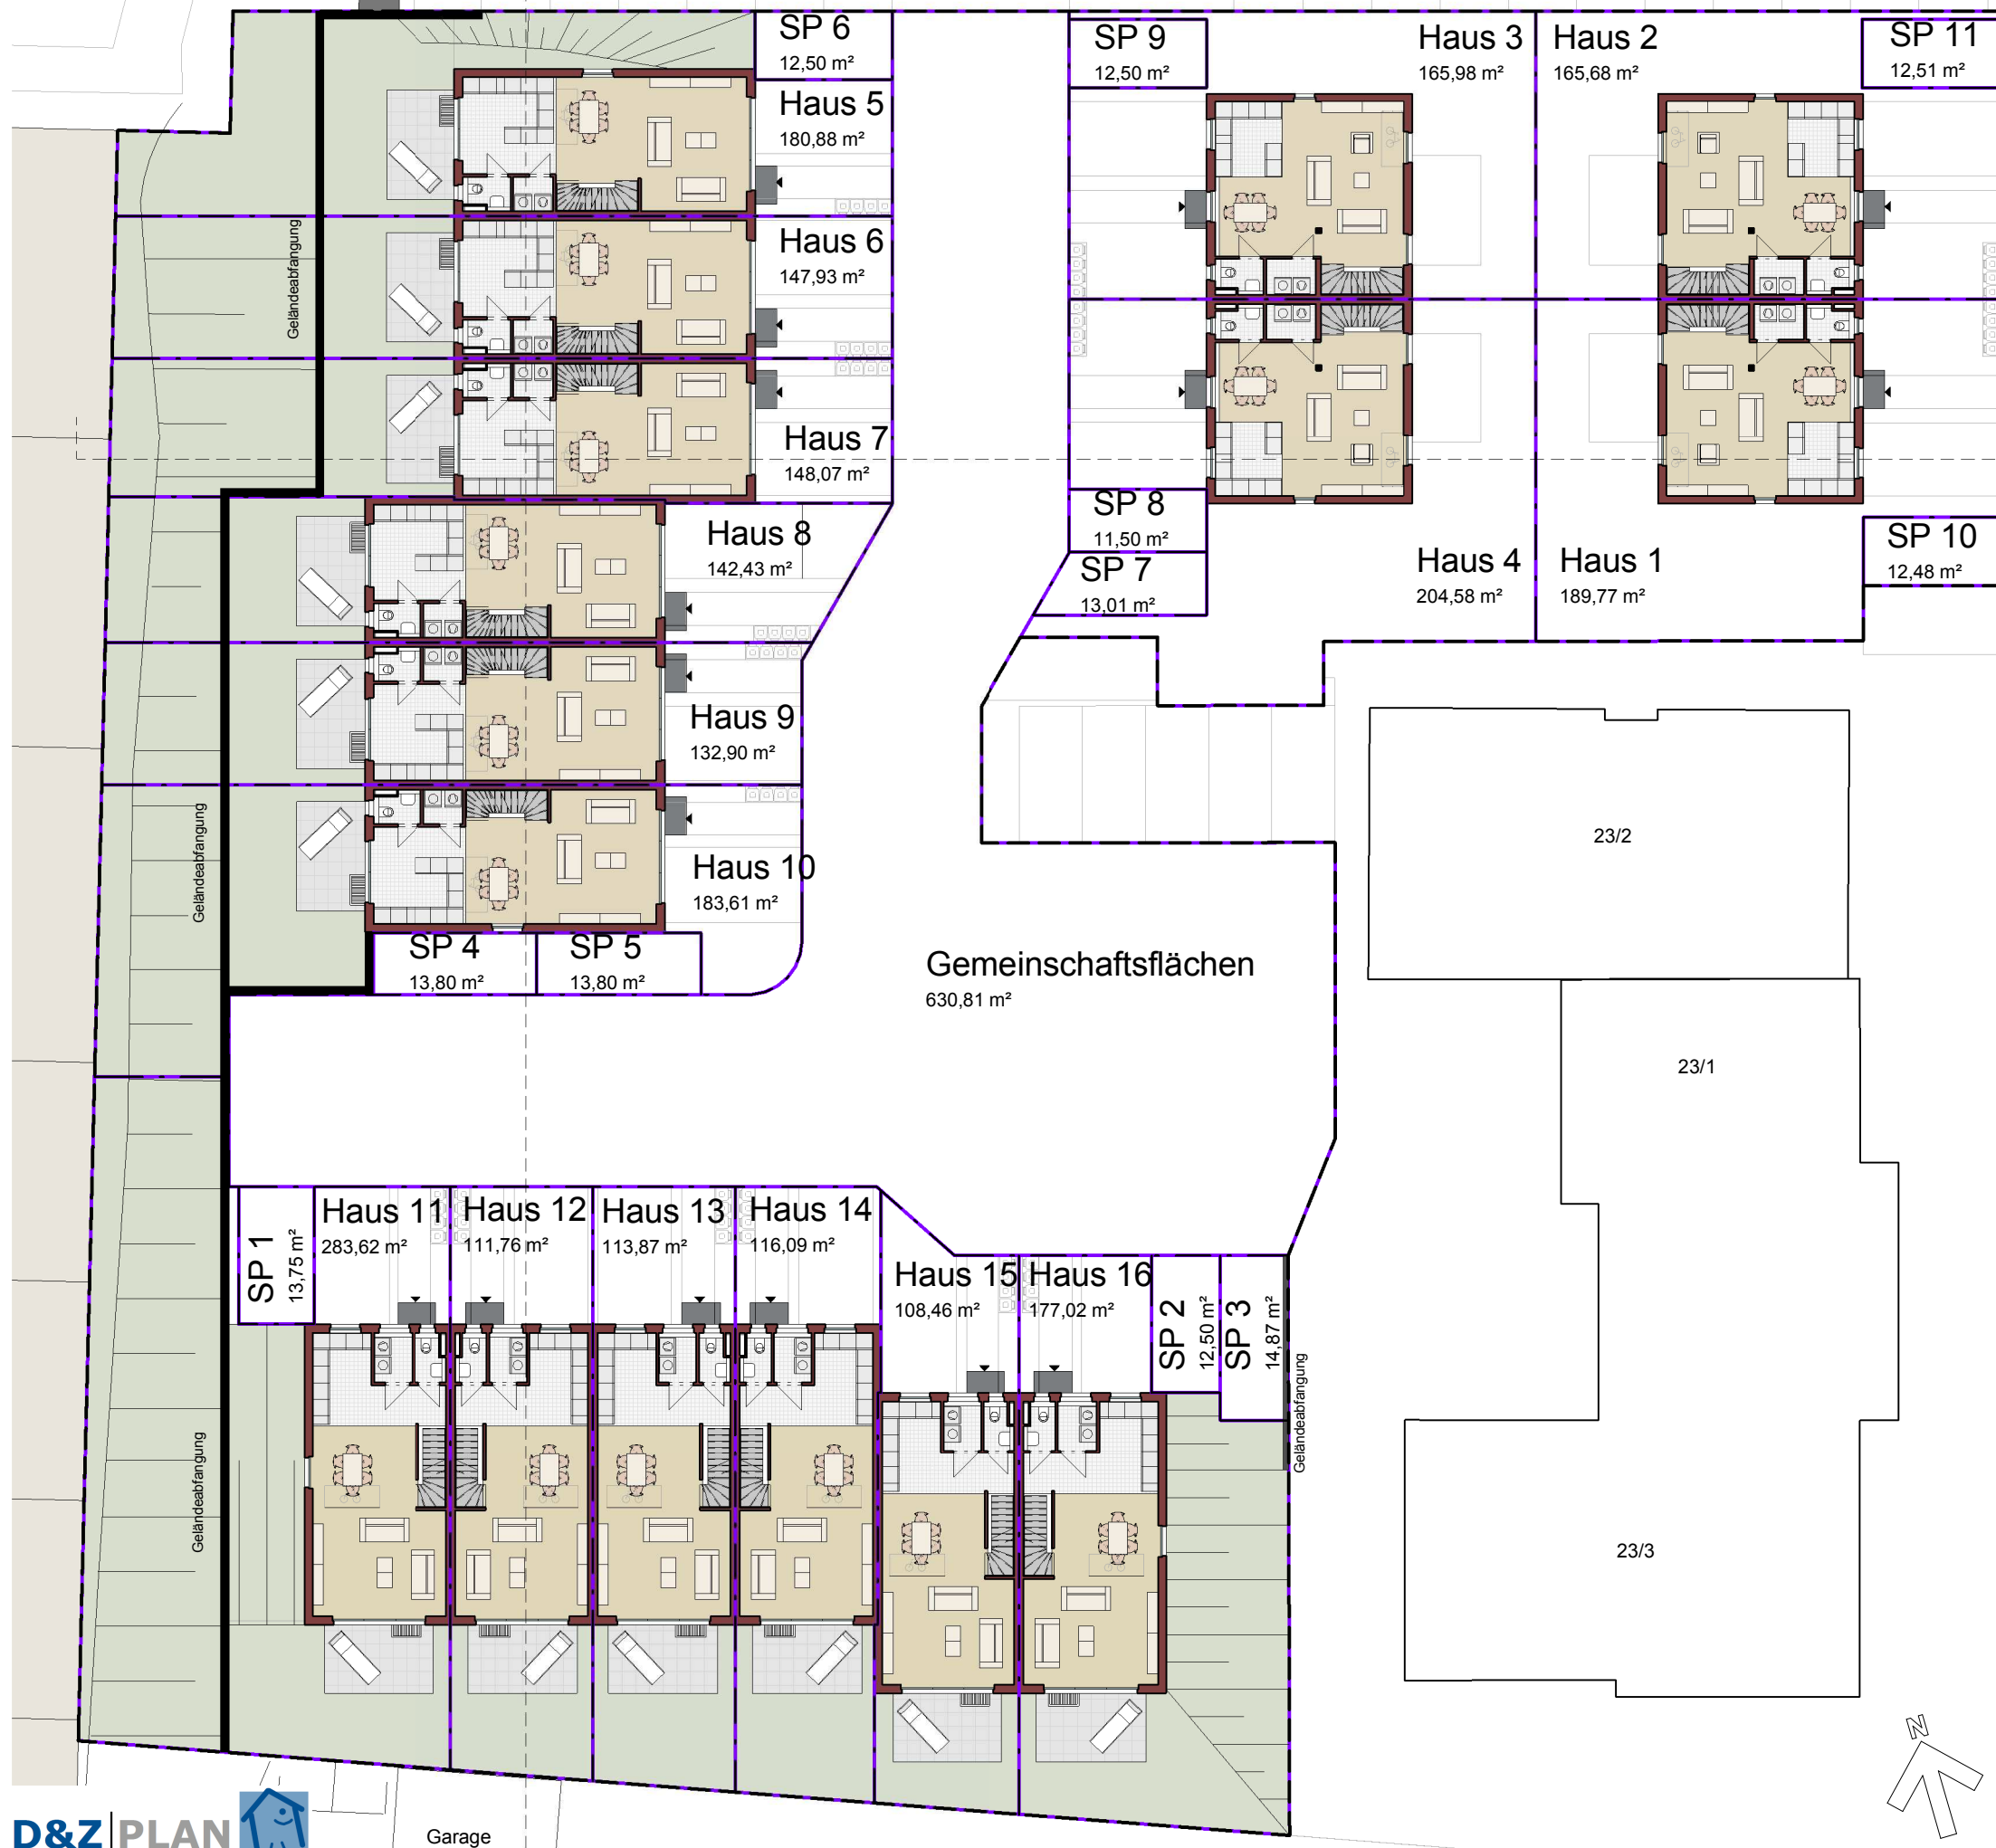 SP 6
12,50 m²
SP 9
12,50 m²
Haus 3
165,98 m²
Haus 2
165,68 m²
SP 11
12,51 m²
Haus 5
180,88 m²
Haus 6
147,93 m²
Geländeabfangung
Haus 7
148,07 m²
Haus 8
142,43 m²
SP 8
11,50 m²
SP 7
13,01 m²
Haus 4
204,58 m²
Haus 1
189,77 m²
SP 10
12,48 m²
Haus 9
132,90 m²
Haus 10
183,61 m²
Geländeabfangung
SP 4
13,80 m²
SP 5
13,80 m²
Gemeinschaftsflächen
630,81 m²
23/2
23/1
23/3
SP 1
13,75 m²
Haus 11
283,62 m²
Haus 12
111,76 m²
Haus 13
113,87 m²
Haus 14
116,09 m²
Haus 15
108,46 m²
Haus 16
177,02 m²
SP 2
12,50 m²
SP 3
14,87 m²
Geländeabfangung
Geländeabfangung
N
D&Z|PLAN
Garage